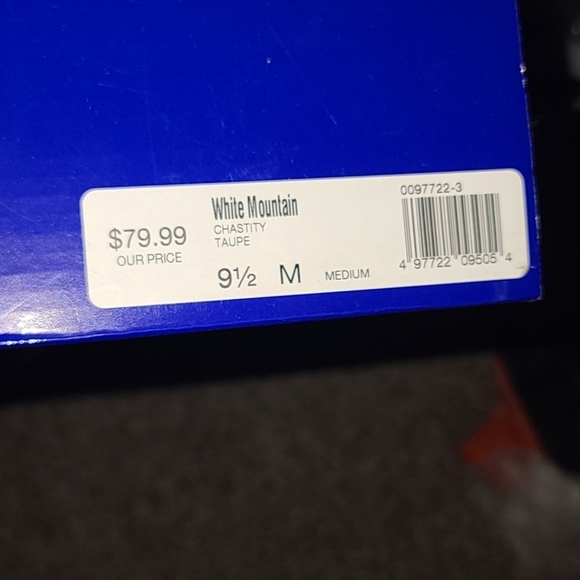 $79.99
OUR PRICE
White Mountain
CHASTITY
TAUPE
9½ M MEDIUM
0097722-3
4 97722 09505 4